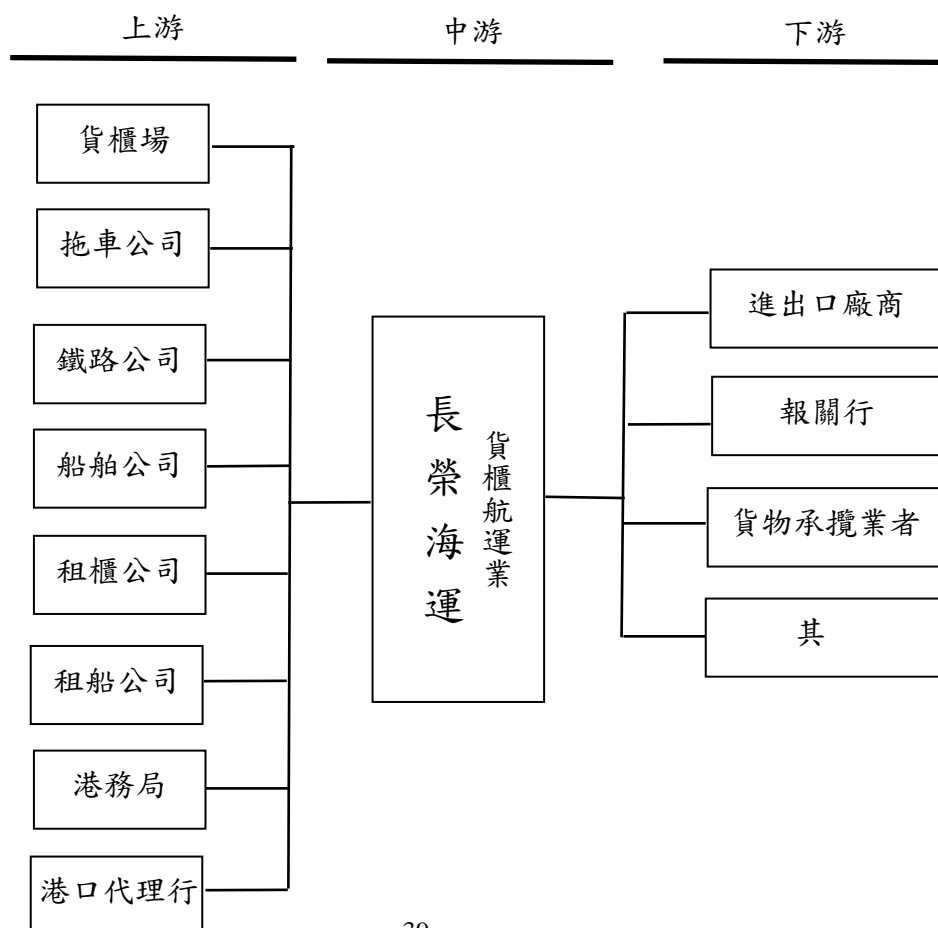 上游
中游
下游
貨櫃場
拖車公司
鐵路公司
船舶公司
租櫃公司
租船公司
港務局
港口代理行
長榮海運
貨櫃航運業
進出口廠商
報關行
貨物承攬業者
其